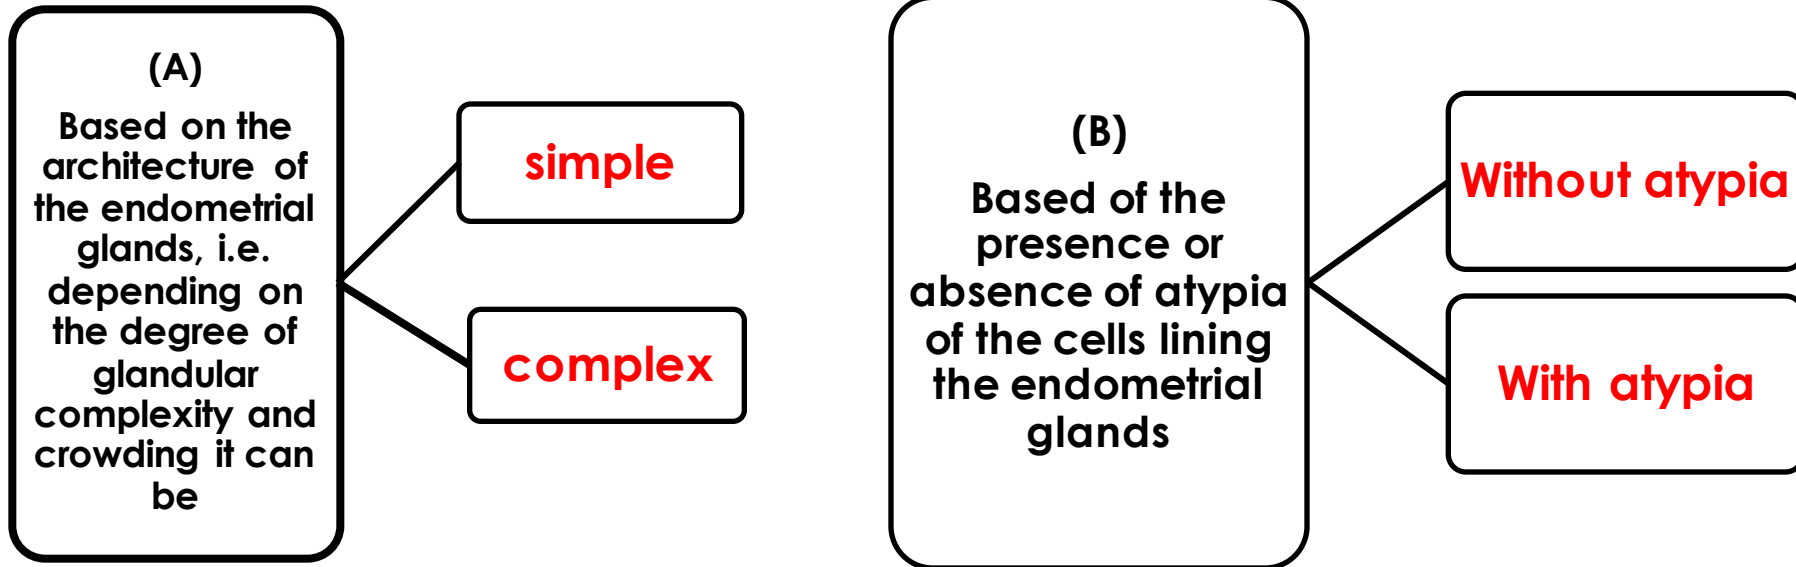 (A)
Based on the
architecture of
the endometrial
glands, i.e.
depending on
the degree of
glandular
complexity and
crowding it can
be
simple
complex
(B)
Based of the
presence or
absence of atypia
of the cells lining
the endometrial
glands
Without atypia
With atypia